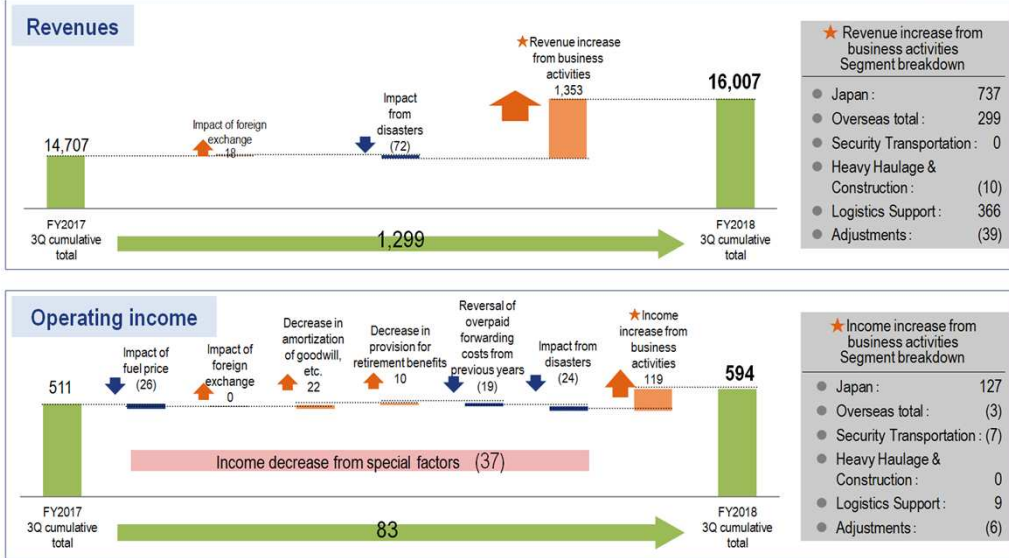 Revenues
14,707
FY2017
3Q cumulative
total
Impact of foreign
exchange
18
Impact
from
disasters
(72)
★Revenue increase
from business
activities
1,353
16,007
FY2018
3Q cumulative
total
1,299
★ Revenue increase from
business activities
Segment breakdown
● Japan : 737
● Overseas total : 299
● Security Transportation : 0
● Heavy Haulage &
Construction : (10)
● Logistics Support : 366
● Adjustments : (39)
Operating income
511
FY2017
3Q cumulative
total
Impact of
fuel price
(26)
Impact of
foreign
exchange
0
Decrease in
amortization
of goodwill,
etc.
22
Decrease in
provision for
retirement benefits
10
Reversal of
overpaid
forwarding
costs from
previous years
(19)
Impact from
disasters
(24)
★Income
increase from
business
activities
119
594
FY2018
3Q cumulative
total
Income decrease from special factors (37)
83
★Income increase from
business activities
Segment breakdown
● Japan : 127
● Overseas total : (3)
● Security Transportation : (7)
● Heavy Haulage &
Construction : 0
● Logistics Support : 9
● Adjustments : (6)